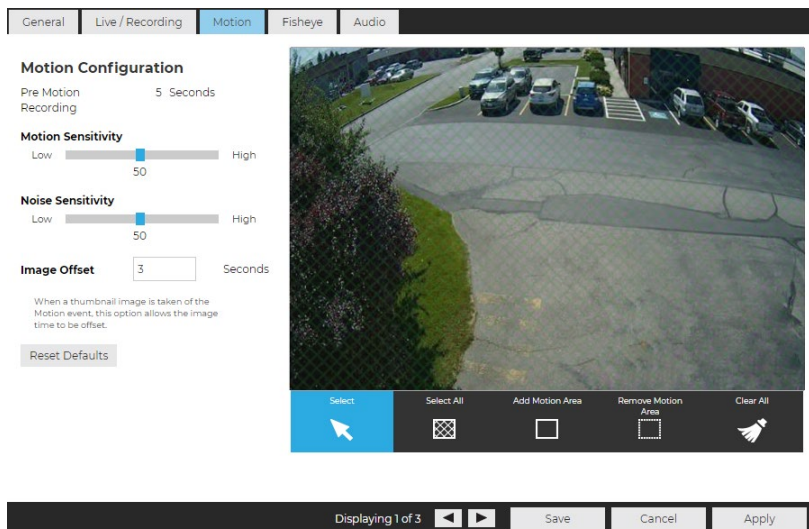 General Live / Recording Motion Fisheye Audio
Motion Configuration
Pre Motion 5 Seconds
Recording
Motion Sensitivity
Low High
50
Noise Sensitivity
Low High
50
Image Offset 3 Seconds
When a thumbnail image is taken of the
Motion event, this option allows the image
time to be offset.
Reset Defaults
Select Select All Add Motion Area Remove Motion Clear All
Area
Displaying 1 of 3 Save Cancel Apply